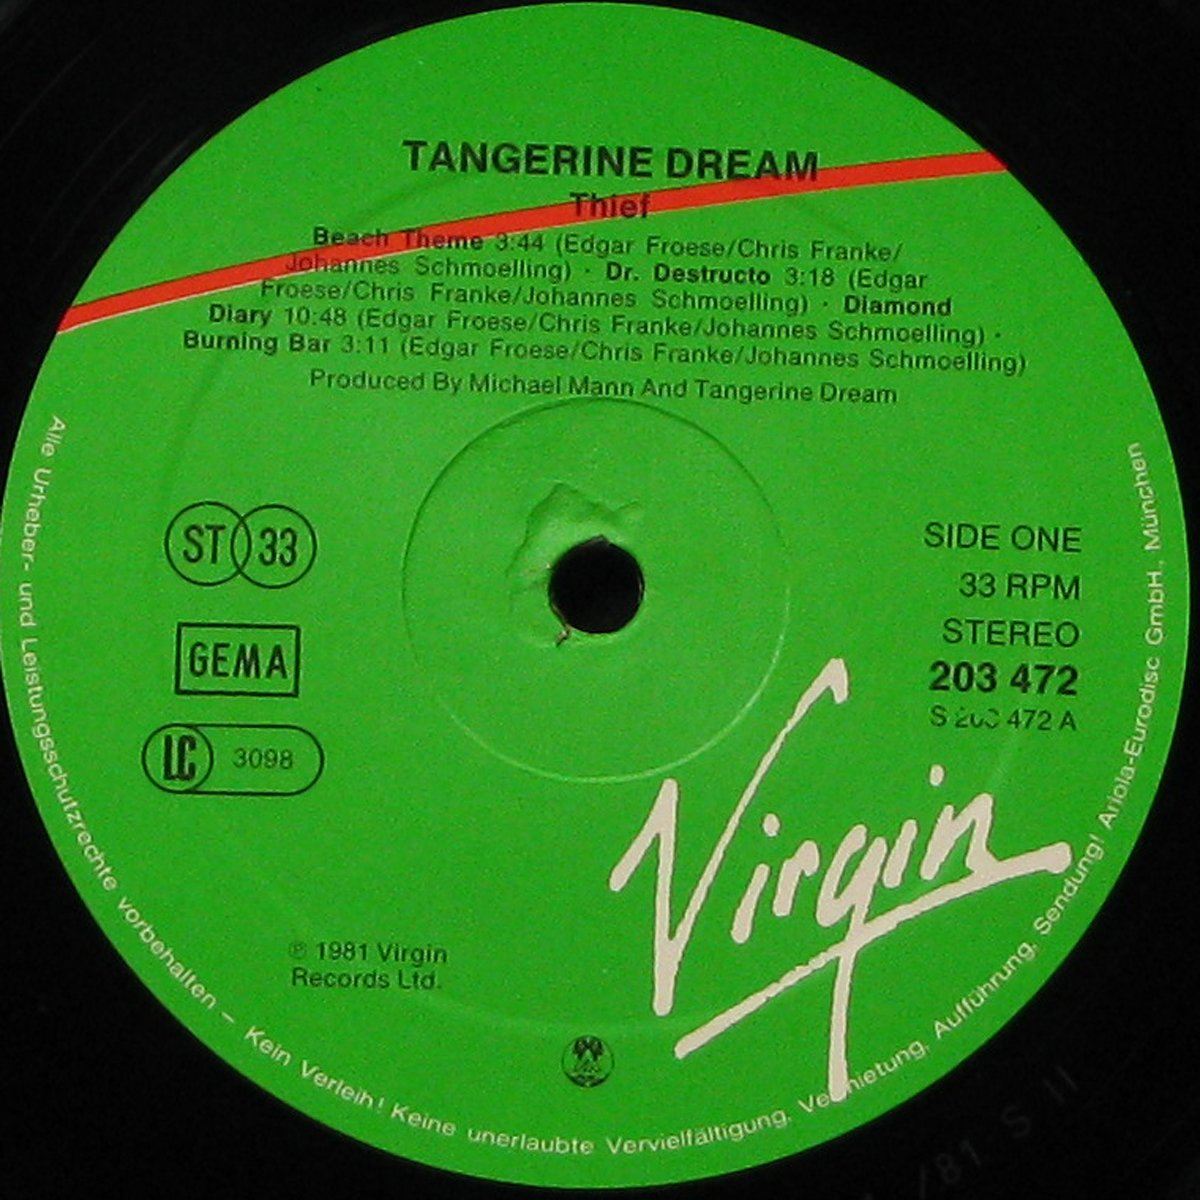 TANGERINE DREAM
Thief
Beach Theme 3:44 (Edgar Froese/Chris Franke/
Johannes Schmoelling) · Dr. Destructo 3:18 (Edgar
Froese/Chris Franke/Johannes Schmoelling) · Diamond
Diary 10:48 (Edgar Froese/Chris Franke/Johannes Schmoelling) ·
Burning Bar 3:11 (Edgar Froese/Chris Franke/Johannes Schmoelling)
Produced By Michael Mann And Tangerine Dream
ST 33
GEMA
LC 3098
SIDE ONE
33 RPM
STEREO
203 472
S 203 472 A
Virgin
℗ 1981 Virgin
Records Ltd.
Alle Urheber- und Leistungsschutzrechte vorbehalten – Kein Verleih! Keine unerlaubte Vervielfältigung, Vermietung, Aufführung, Sendung! Ariola-Eurodisc GmbH, München
/81 S II